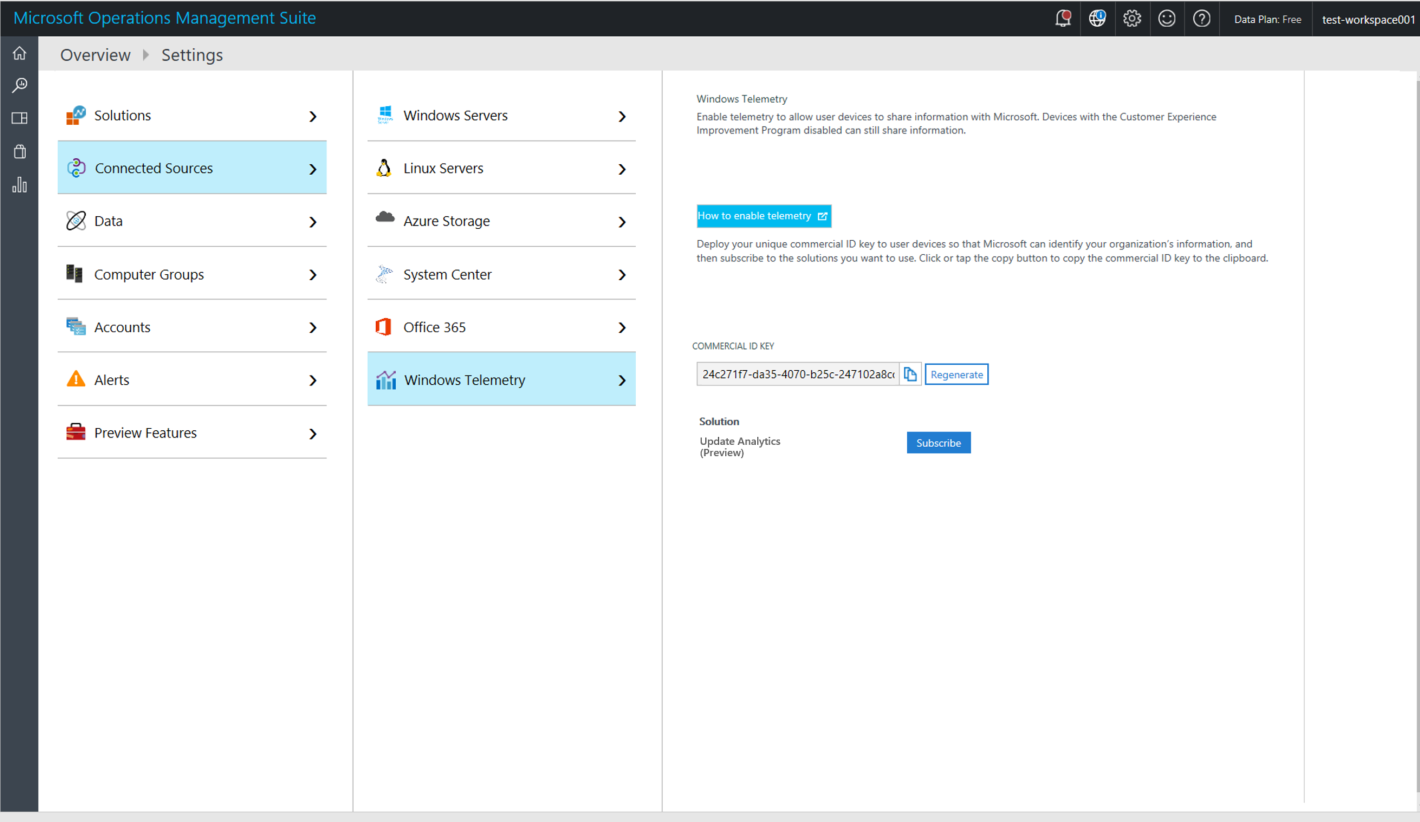 Microsoft Operations Management Suite
Data Plan: Free
test-workspace001
Overview
Settings
Solutions
Connected Sources
Data
Computer Groups
Accounts
Alerts
Preview Features
Windows Servers
Linux Servers
Azure Storage
System Center
Office 365
Windows Telemetry
Windows Telemetry
Enable telemetry to allow user devices to share information with Microsoft. Devices with the Customer Experience
Improvement Program disabled can still share information.
How to enable telemetry
Deploy your unique commercial ID key to user devices so that Microsoft can identify your organization's information, and
then subscribe to the solutions you want to use. Click or tap the copy button to copy the commercial ID key to the clipboard.
COMMERCIAL ID KEY
24c271f7-da35-4070-b25c-247102a8c
Regenerate
Solution
Update Analytics
(Preview)
Subscribe